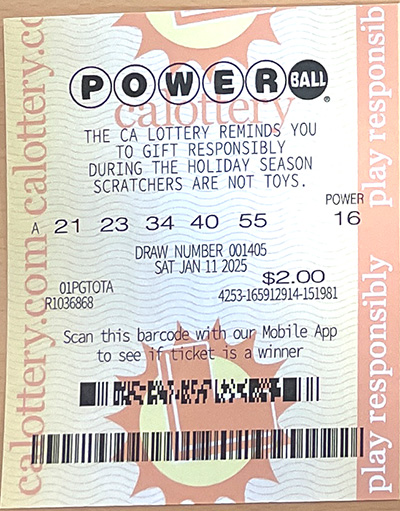 POWERBALL®
calottery
THE CA LOTTERY REMINDS YOU
TO GIFT RESPONSIBLY
DURING THE HOLIDAY SEASON
SCRATCHERS ARE NOT TOYS.
POWER
A 21 23 34 40 55 16
DRAW NUMBER 001405
SAT JAN 11 2025
$2.00
01PGTOTA
R1036868 4253-165912914-151981
Scan this barcode with our Mobile App
to see if ticket is a winner
calottery.com calottery.co
play responsibly play responsib